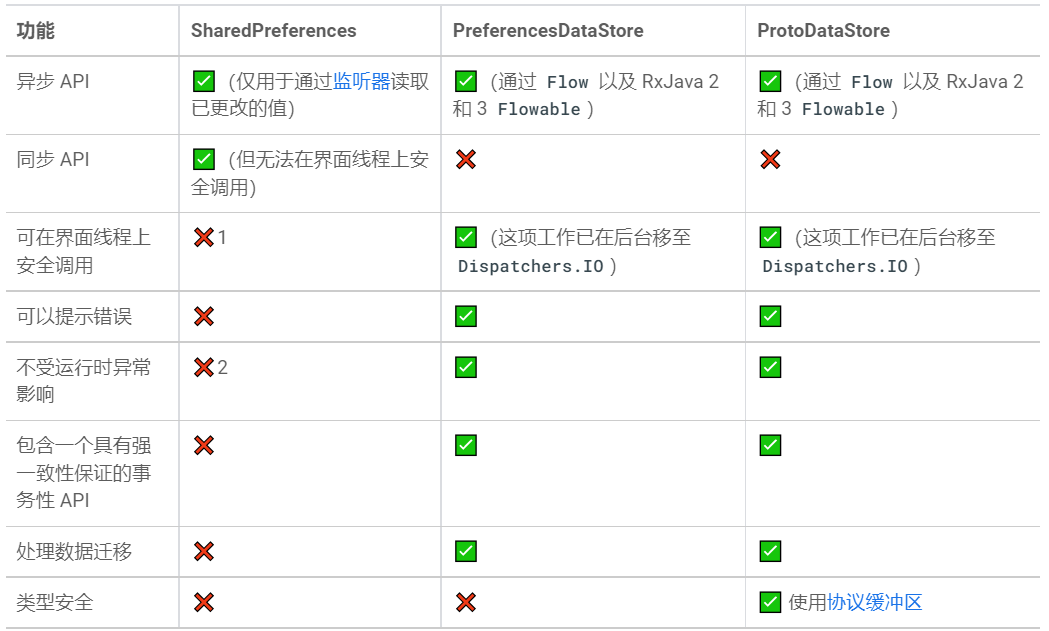 功能 SharedPreferences PreferencesDataStore ProtoDataStore
异步 API ✅ (仅用于通过监听器读取 ✅ (通过 Flow 以及 RxJava 2 ✅ (通过 Flow 以及 RxJava 2
已更改的值) 和 3 Flowable ) 和 3 Flowable )
同步 API ✅ (但无法在界面线程上安 ❌ ❌
全调用)
可在界面线程上 ❌1 ✅ (这项工作已在后台移至 ✅ (这项工作已在后台移至
安全调用 Dispatchers.IO ) Dispatchers.IO )
可以提示错误 ❌ ✅ ✅
不受运行时异常 ❌2 ✅ ✅
影响
包含一个具有强 ❌ ✅ ✅
一致性保证的事
务性 API
处理数据迁移 ❌ ✅ ✅
类型安全 ❌ ❌ ✅ 使用协议缓冲区